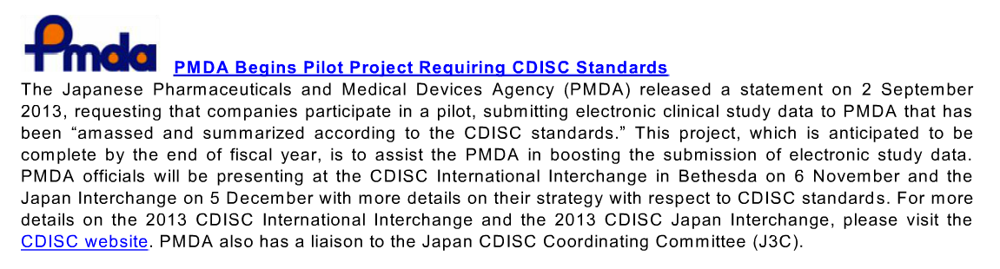 Pmda PMDA Begins Pilot Project Requiring CDISC Standards
The Japanese Pharmaceuticals and Medical Devices Agency (PMDA) released a statement on 2 September
2013, requesting that companies participate in a pilot, submitting electronic clinical study data to PMDA that has
been “amassed and summarized according to the CDISC standards.” This project, which is anticipated to be
complete by the end of fiscal year, is to assist the PMDA in boosting the submission of electronic study data.
PMDA officials will be presenting at the CDISC International Interchange in Bethesda on 6 November and the
Japan Interchange on 5 December with more details on their strategy with respect to CDISC standards. For more
details on the 2013 CDISC International Interchange and the 2013 CDISC Japan Interchange, please visit the
CDISC website. PMDA also has a liaison to the Japan CDISC Coordinating Committee (J3C).